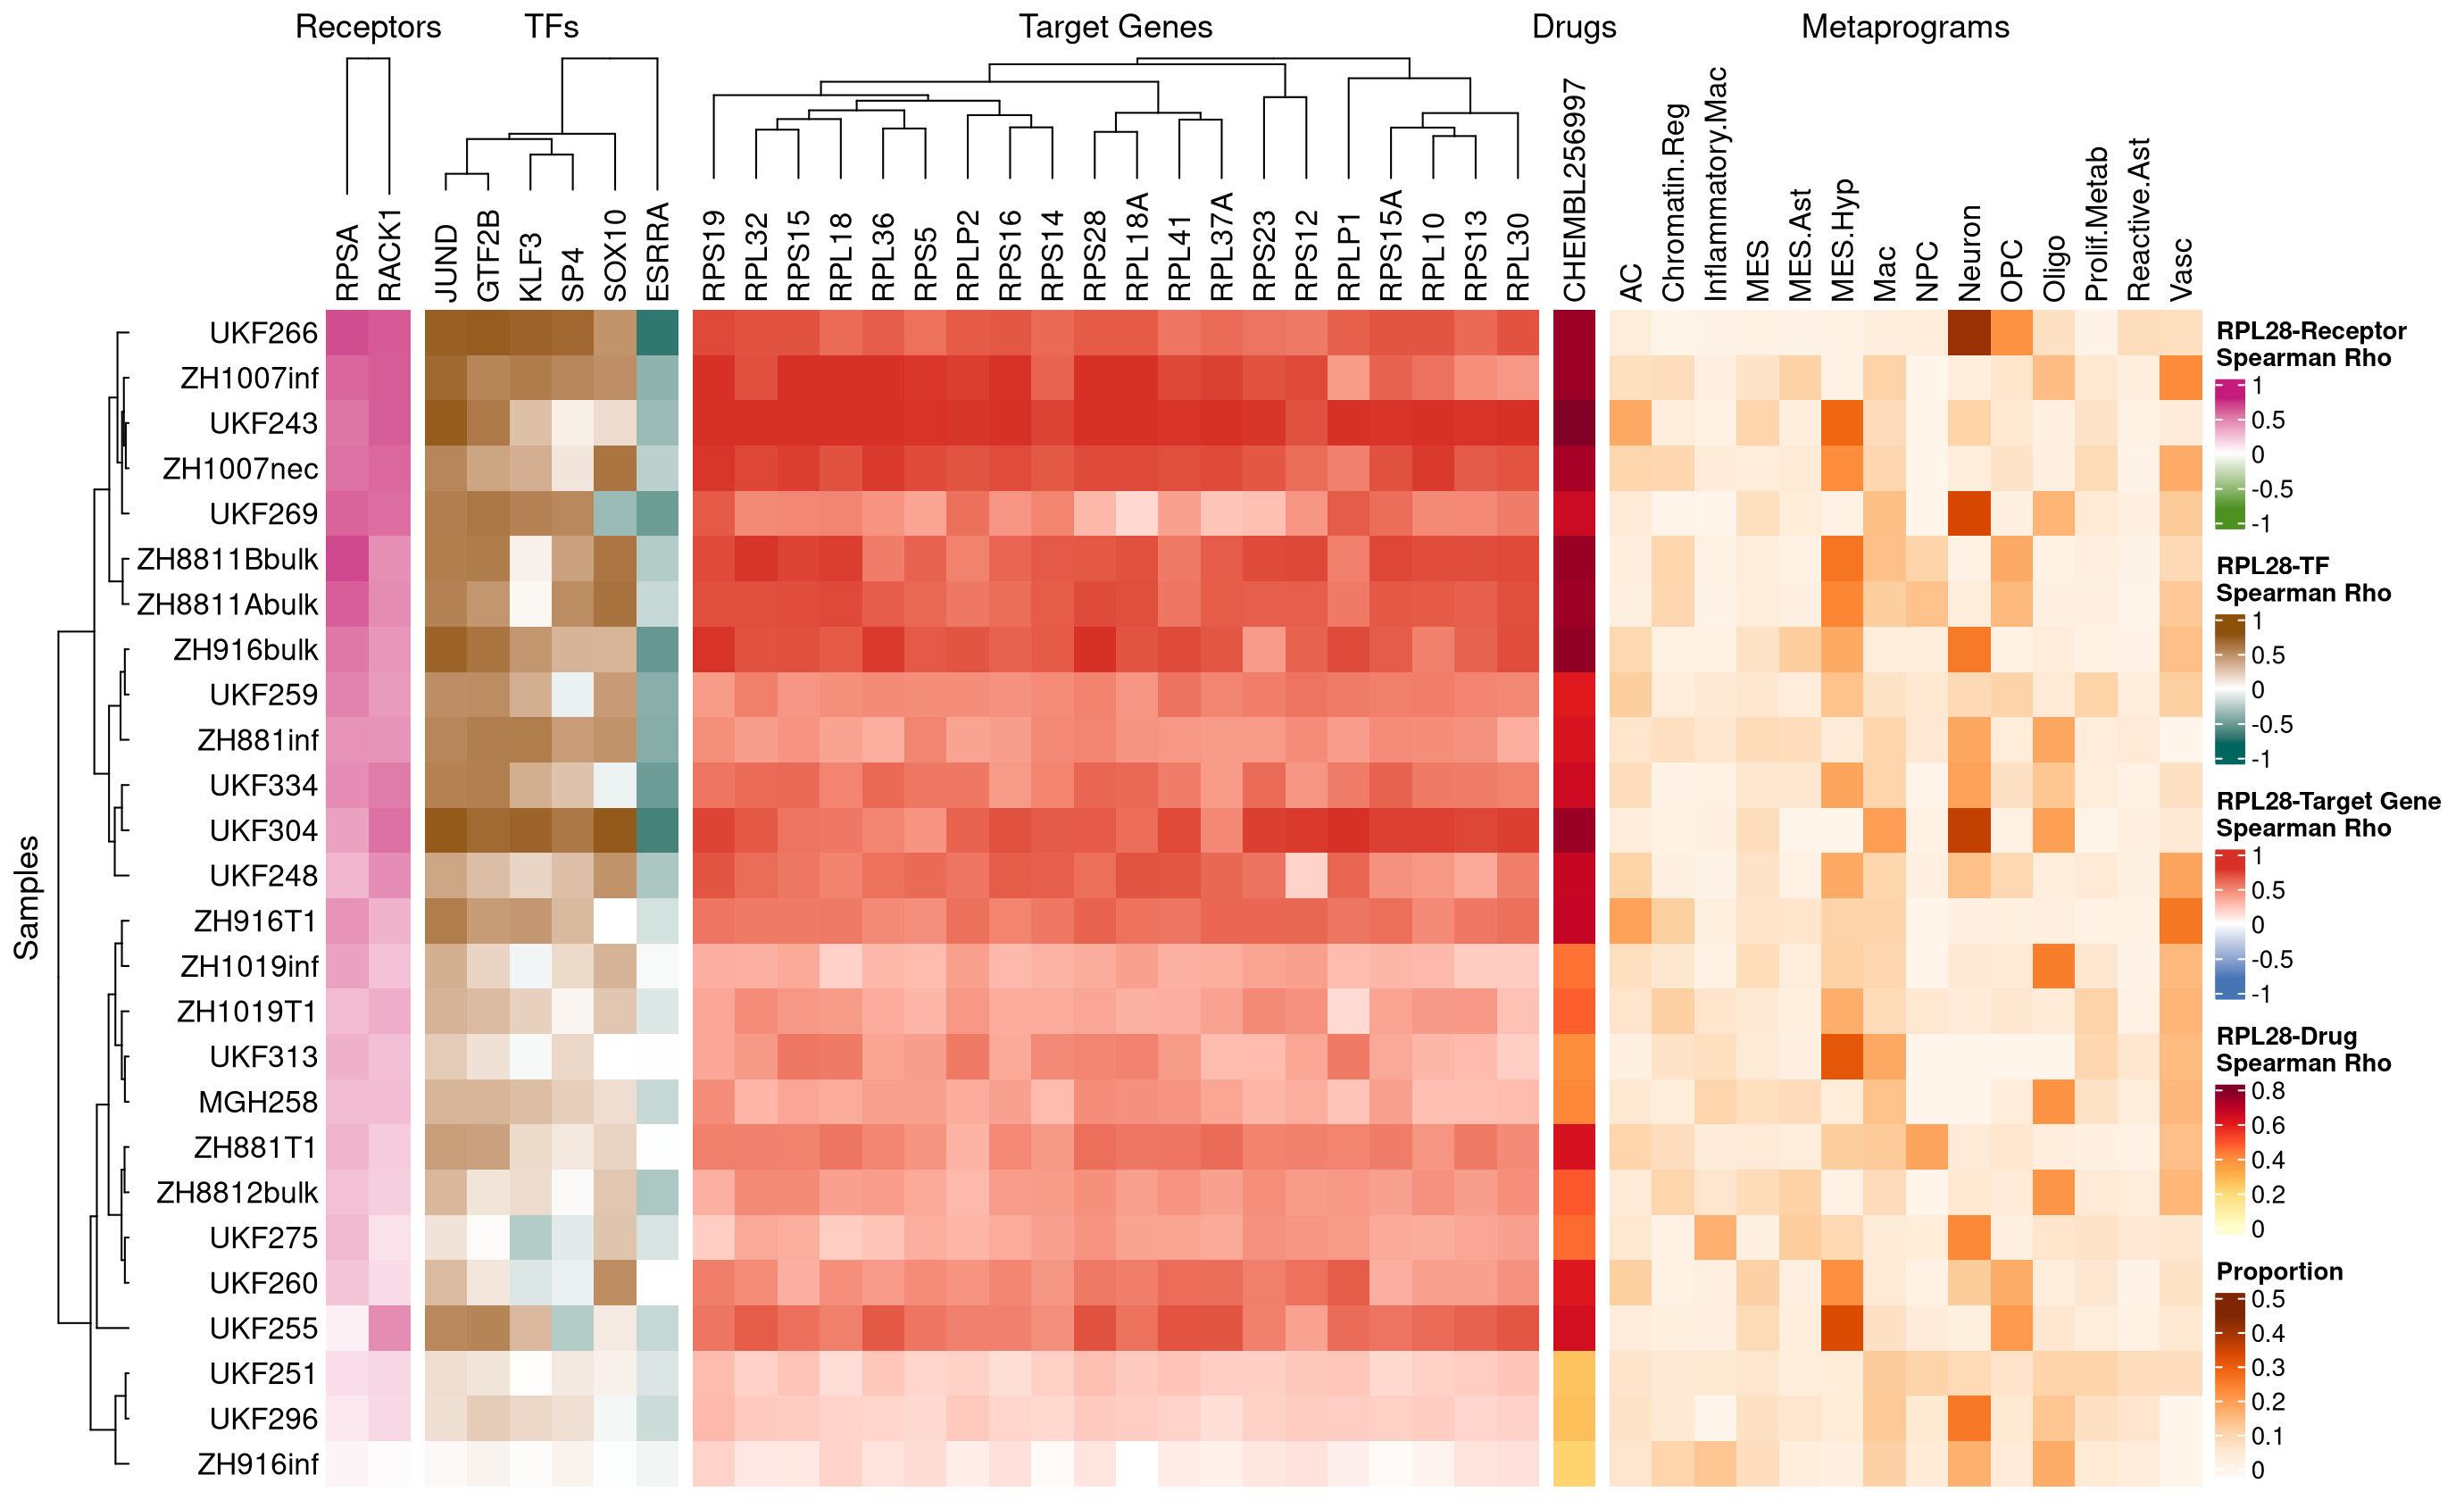 Receptors TFs Target Genes Drugs Metaprograms
RPSA RACK1 JUND GTF2B KLF3 SP4 SOX10 ESRRA RPS19 RPL32 RPS15 RPL18 RPL36 RPS5 RPLP2 RPS16 RPS14 RPS28 RPL18A RPL41 RPL37A RPS23 RPS12 RPLP1 RPS15A RPL10 RPS13 RPL30 CHEMBL256997 AC Chromatin.Reg Inflammatory.Mac MES MES.Ast MES.Hyp Mac NPC Neuron OPC Oligo Prolif.Metab Reactive.Ast Vasc
Samples
UKF266
ZH1007inf
UKF243
ZH1007nec
UKF269
ZH8811Bbulk
ZH8811Abulk
ZH916bulk
UKF259
ZH881inf
UKF334
UKF304
UKF248
ZH916T1
ZH1019inf
ZH1019T1
UKF313
MGH258
ZH881T1
ZH8812bulk
UKF275
UKF260
UKF255
UKF251
UKF296
ZH916inf
RPL28-Receptor
Spearman Rho
1
0.5
0
-0.5
-1
RPL28-TF
Spearman Rho
1
0.5
0
-0.5
-1
RPL28-Target Gene
Spearman Rho
1
0.5
0
-0.5
-1
RPL28-Drug
Spearman Rho
0.8
0.6
0.4
0.2
0
Proportion
0.5
0.4
0.3
0.2
0.1
0